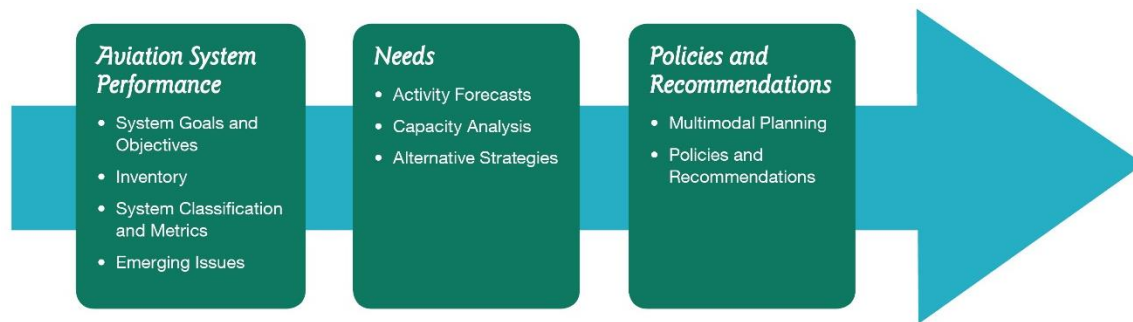 Aviation System
Performance
• System Goals and
Objectives
• Inventory
• System Classification
and Metrics
• Emerging Issues
Needs
• Activity Forecasts
• Capacity Analysis
• Alternative Strategies
Policies and
Recommendations
• Multimodal Planning
• Policies and
Recommendations